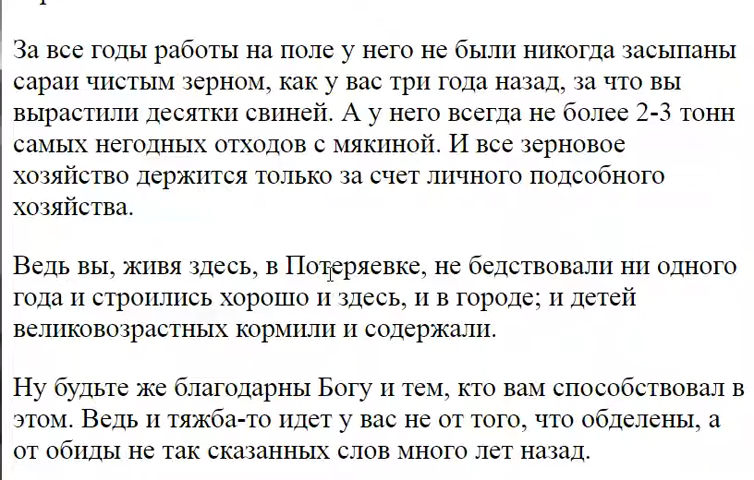 За все годы работы на поле у него не были никогда засыпаны
сараи чистым зерном, как у вас три года назад, за что вы
вырастили десятки свиней. А у него всегда не более 2-3 тонн
самых негодных отходов с мякиной. И все зерновое
хозяйство держится только за счет личного подсобного
хозяйства.
Ведь вы, живя здесь, в Потеряевке, не бедствовали ни одного
года и строились хорошо и здесь, и в городе; и детей
великовозрастных кормили и содержали.
Ну будьте же благодарны Богу и тем, кто вам способствовал в
этом. Ведь и тяжба-то идет у вас не от того, что обделены, а
от обиды не так сказанных слов много лет назад.